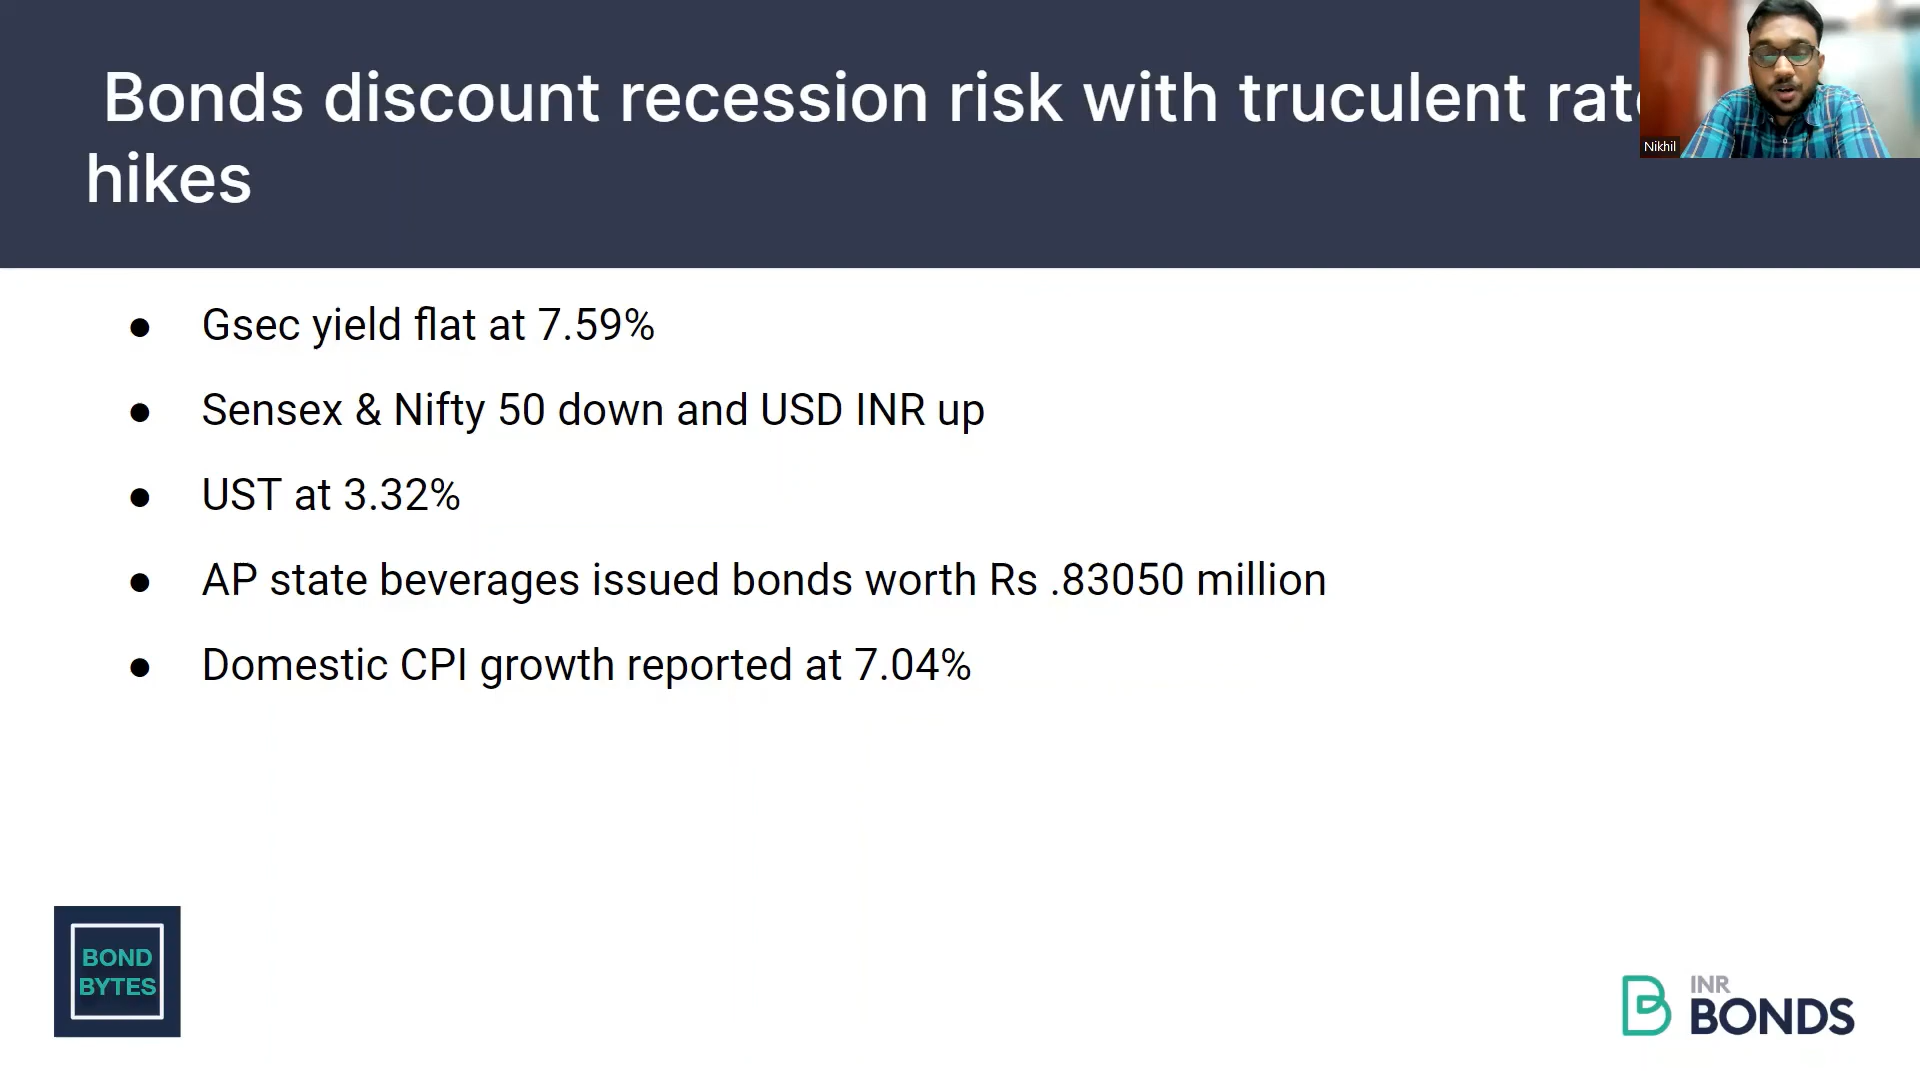 Bonds discount recession risk with truculent
hikes
Nikhil
● Gsec yield flat at 7.59%
● Sensex & Nifty 50 down and USD INR up
● UST at 3.32%
● AP state beverages issued bonds worth Rs .83050 million
● Domestic CPI growth reported at 7.04%
BOND
BYTES
INR
BONDS